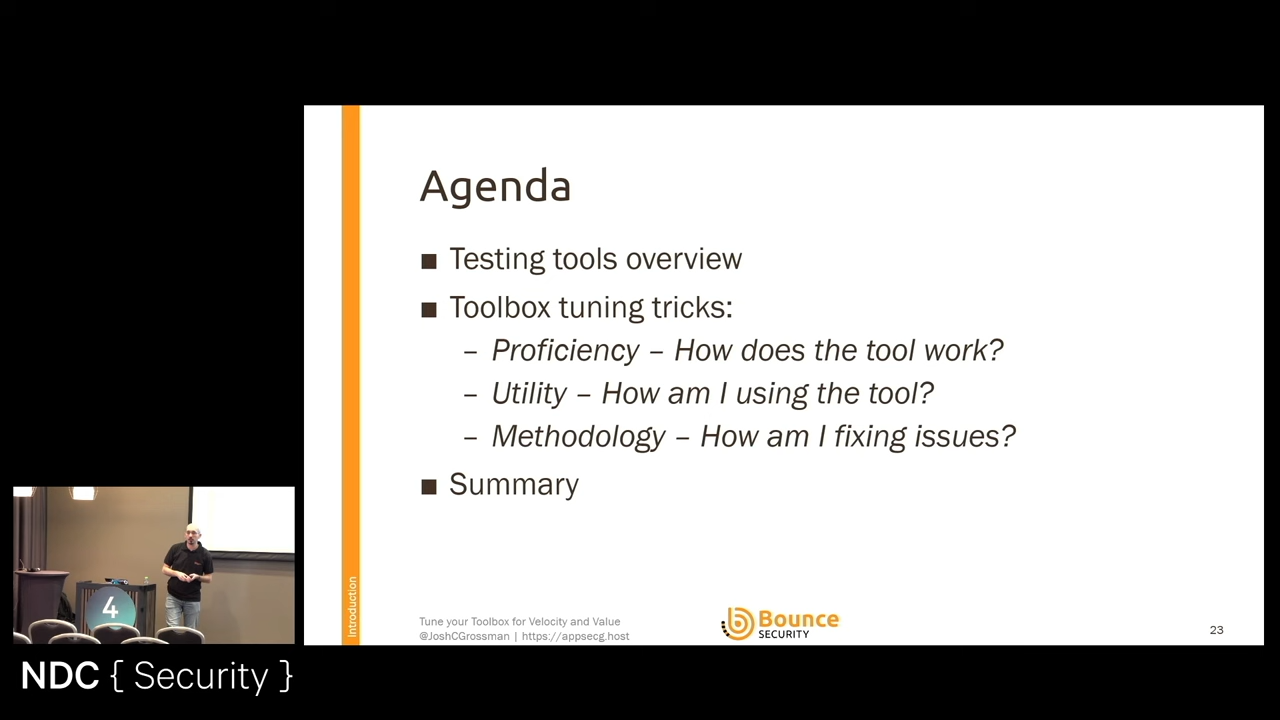 Agenda
■ Testing tools overview
■ Toolbox tuning tricks:
– Proficiency – How does the tool work?
– Utility – How am I using the tool?
– Methodology – How am I fixing issues?
■ Summary
Introduction
Tune your Toolbox for Velocity and Value
@JoshCGrossman | https://appsecg.host
Bounce
SECURITY
23
4
NDC { Security }